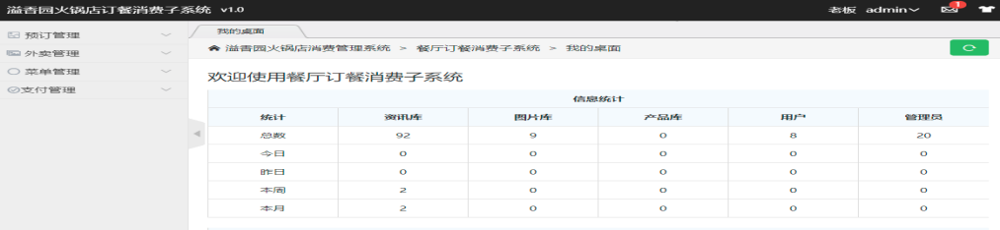 溢香园火锅店订餐消费子系统 v1.0 老板 admin 1
预订管理
外卖管理
菜单管理
支付管理
我的桌面
溢香园火锅店消费管理系统 > 餐厅订餐消费子系统 > 我的桌面
欢迎使用餐厅订餐消费子系统
信息统计
统计 资讯库 图片库 产品库 用户 管理员
总数 92 9 0 8 20
今日 0 0 0 0 0
昨日 0 0 0 0 0
本周 2 0 0 0 0
本月 2 0 0 0 0